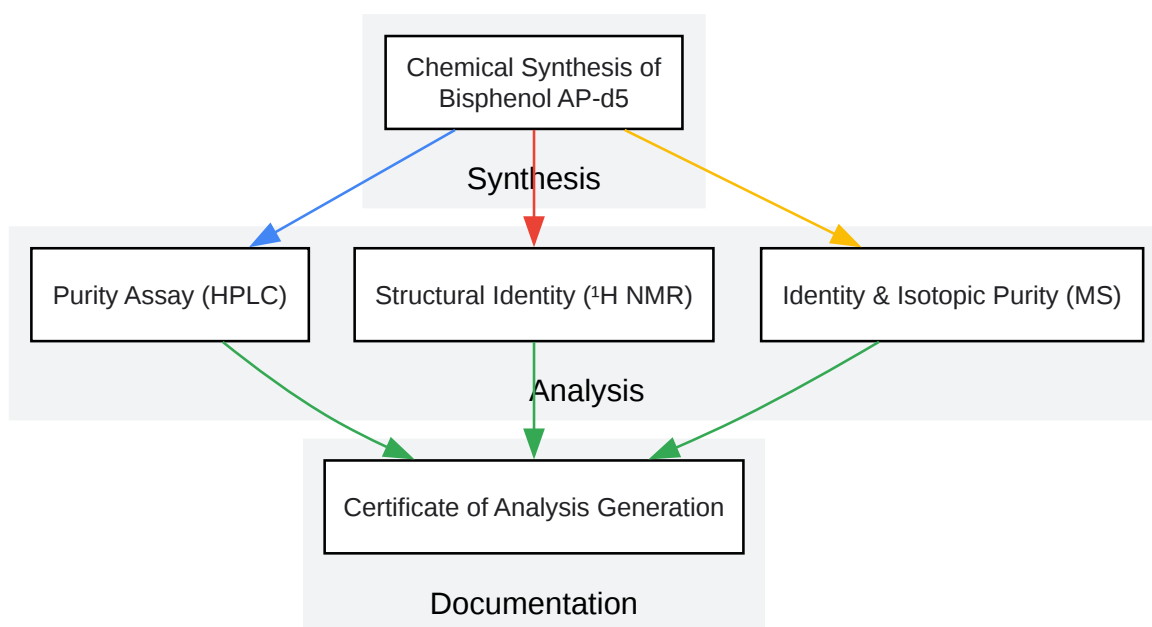 Chemical Synthesis of
Bisphenol AP-d5
Synthesis
Purity Assay (HPLC)
Structural Identity (¹H NMR)
Identity & Isotopic Purity (MS)
Analysis
Certificate of Analysis Generation
Documentation